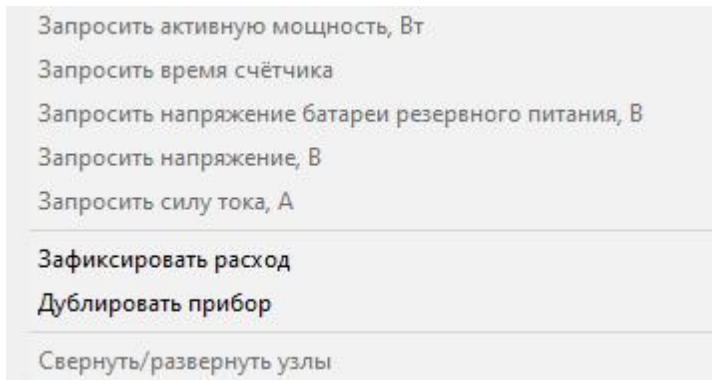 Запросить активную мощность, Вт
Запросить время счётчика
Запросить напряжение батареи резервного питания, В
Запросить напряжение, В
Запросить силу тока, А
Зафиксировать расход
Дублировать прибор
Свернуть/развернуть узлы